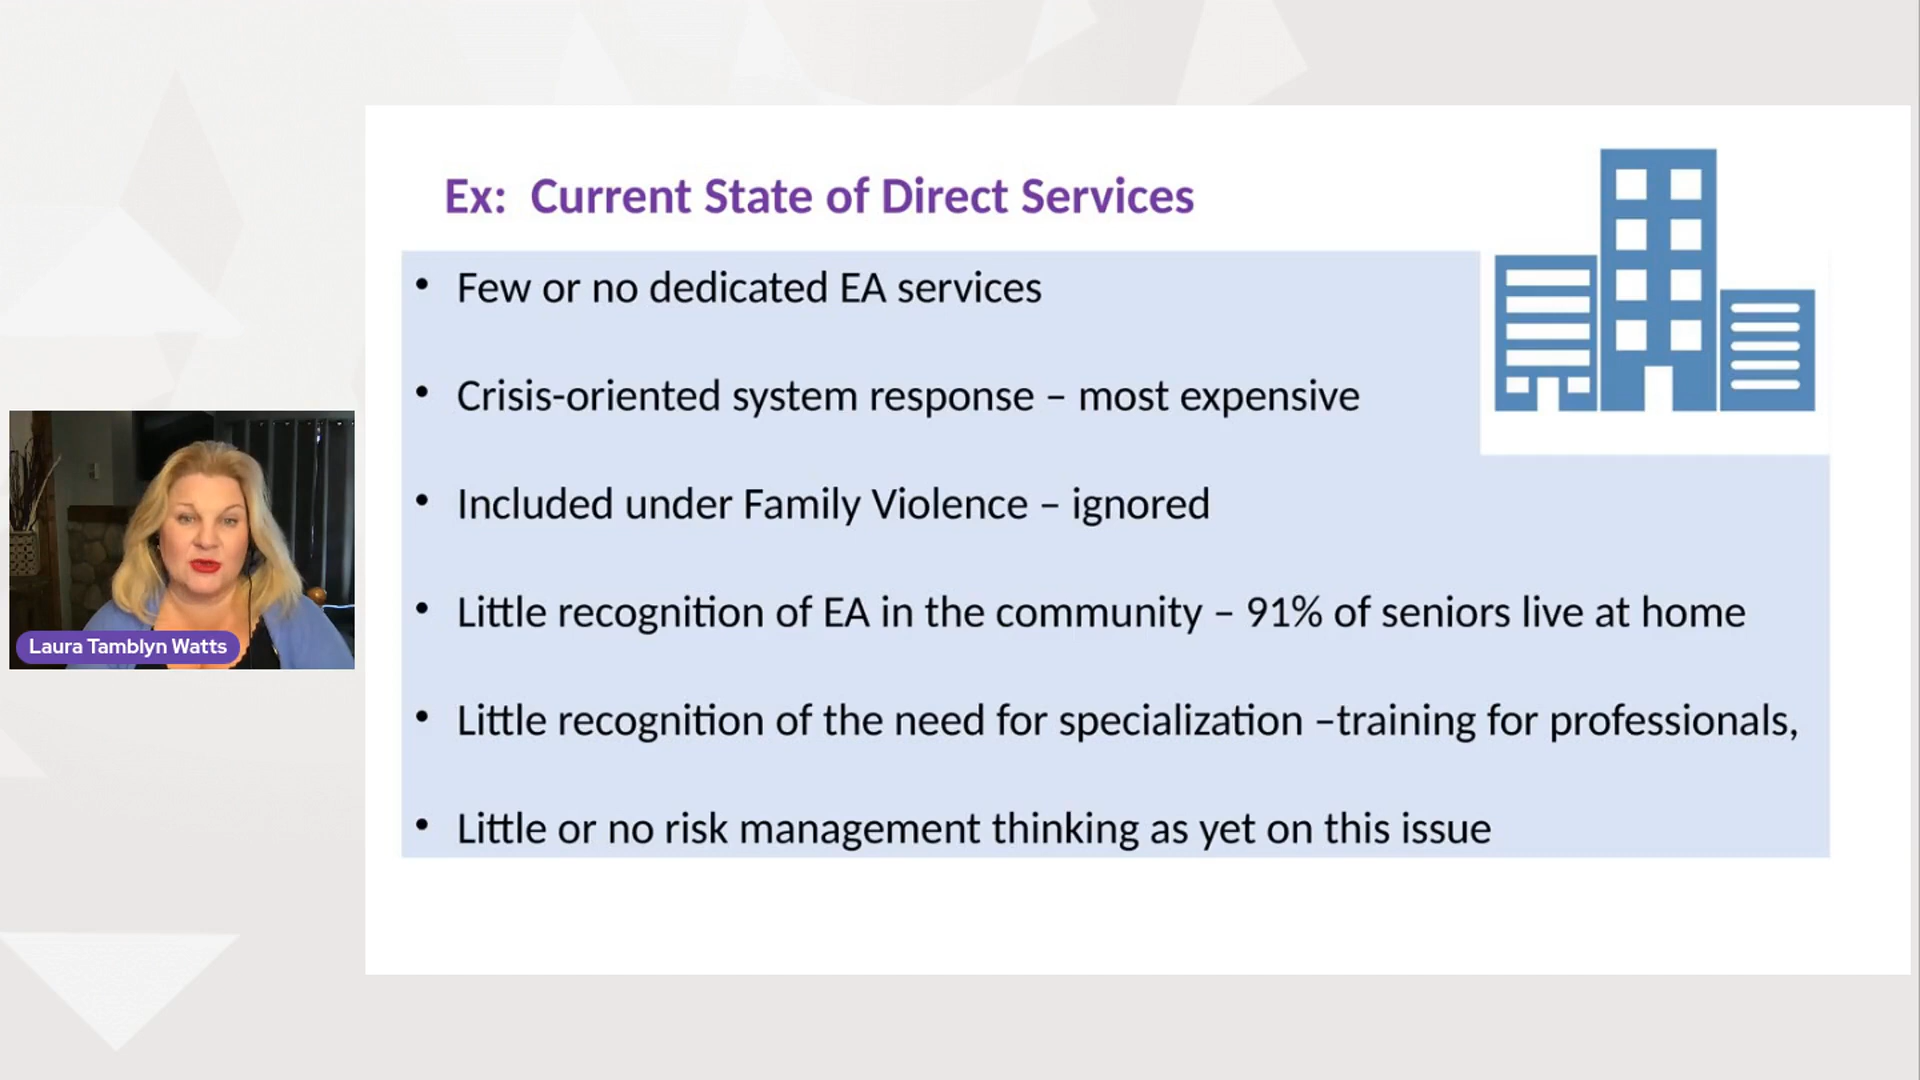 Ex: Current State of Direct Services
• Few or no dedicated EA services
• Crisis-oriented system response – most expensive
• Included under Family Violence – ignored
• Little recognition of EA in the community – 91% of seniors live at home
• Little recognition of the need for specialization –training for professionals,
• Little or no risk management thinking as yet on this issue
Laura Tamblyn Watts